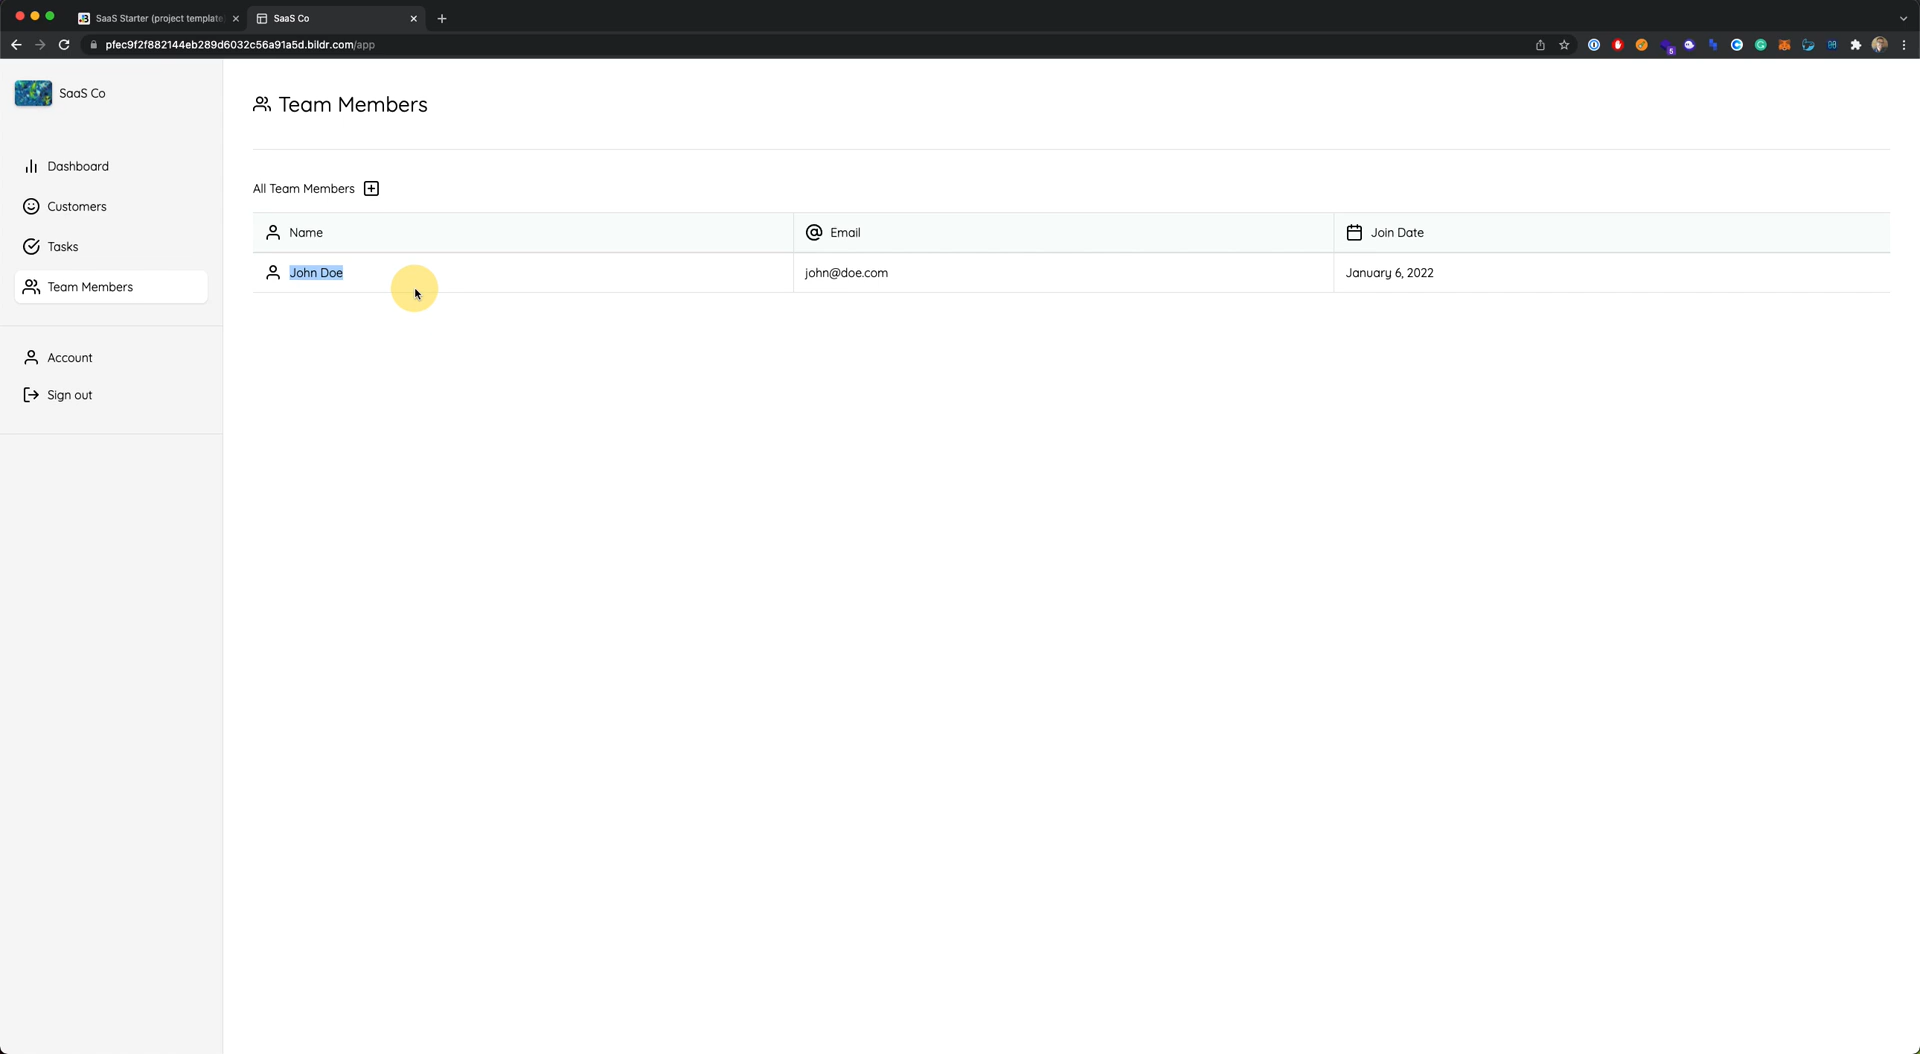 SaaS Starter (project template
SaaS Co
pfec9f2f882144eb289d6032c56a91a5d.bildr.com/app
5
SaaS Co
Dashboard
Customers
Tasks
Team Members
Account
Sign out
Team Members
All Team Members
Name Email Join Date
John Doe john@doe.com January 6, 2022